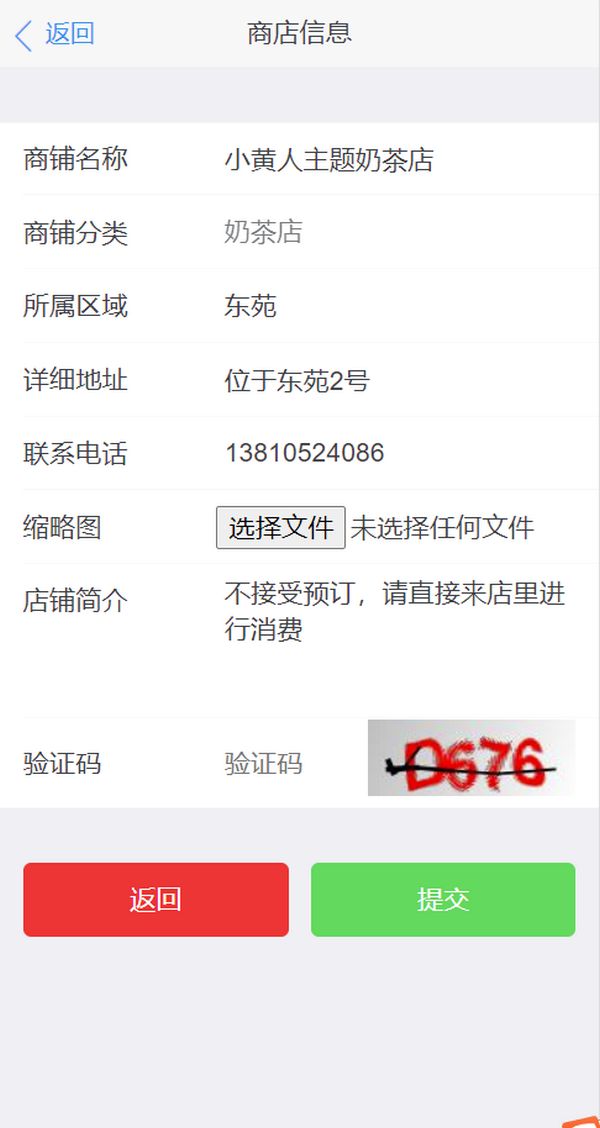 返回
商店信息
商铺名称 小黄人主题奶茶店
商铺分类 奶茶店
所属区域 东苑
详细地址 位于东苑2号
联系电话 13810524086
缩略图 选择文件 未选择任何文件
店铺简介 不接受预订，请直接来店里进
行消费
验证码 验证码 D676
返回 提交